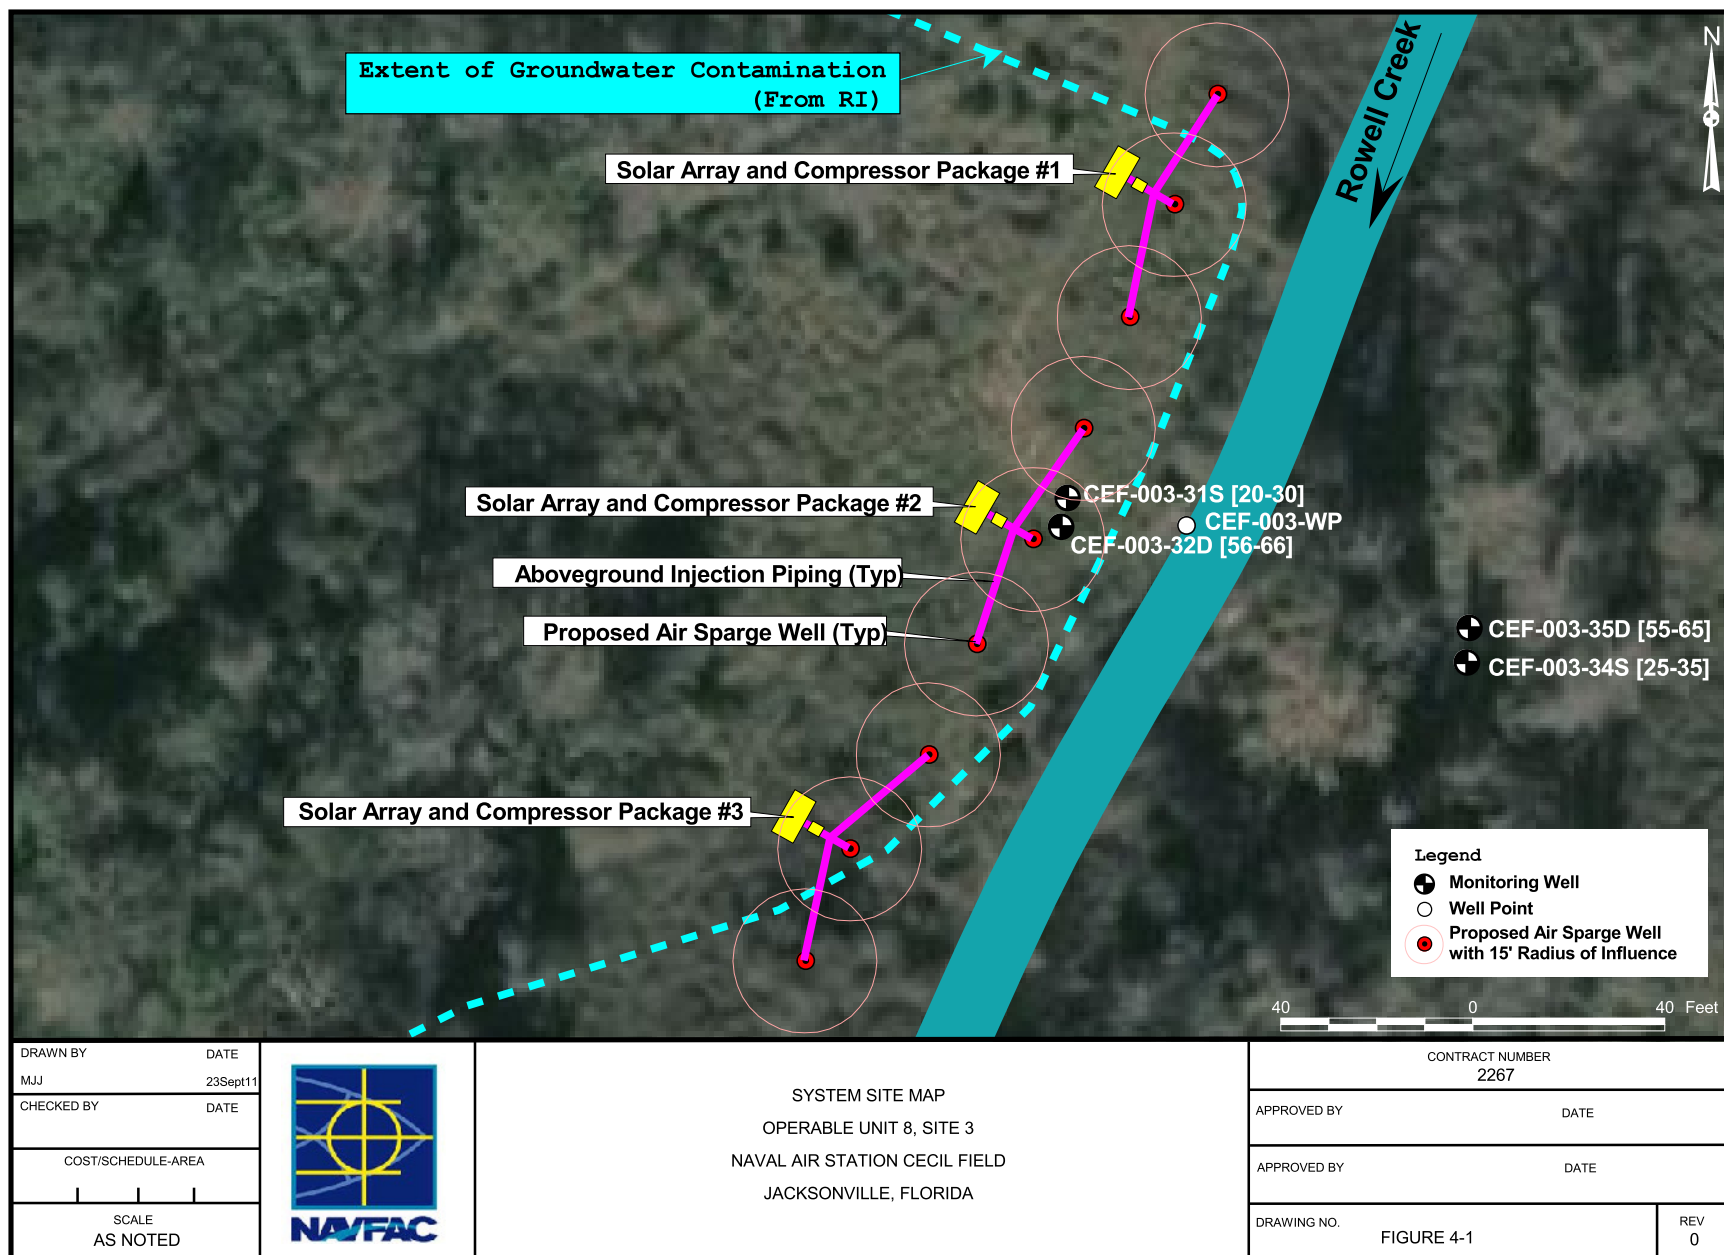 Extent of Groundwater Contamination
(From RI)
Rowell Creek
N
Solar Array and Compressor Package #1
Solar Array and Compressor Package #2
CEF-003-31S [20-30]
CEF-003-WP
CEF-003-32D [56-66]
Aboveground Injection Piping (Typ)
Proposed Air Sparge Well (Typ)
CEF-003-35D [55-65]
CEF-003-34S [25-35]
Solar Array and Compressor Package #3
Legend
Monitoring Well
Well Point
Proposed Air Sparge Well
with 15' Radius of Influence
40 0 40 Feet
DRAWN BY DATE
MJJ 23Sept11
CHECKED BY DATE
COST/SCHEDULE-AREA
SCALE
AS NOTED
NAVFAC
SYSTEM SITE MAP
OPERABLE UNIT 8, SITE 3
NAVAL AIR STATION CECIL FIELD
JACKSONVILLE, FLORIDA
CONTRACT NUMBER
2267
APPROVED BY DATE
APPROVED BY DATE
DRAWING NO.
FIGURE 4-1
REV
0